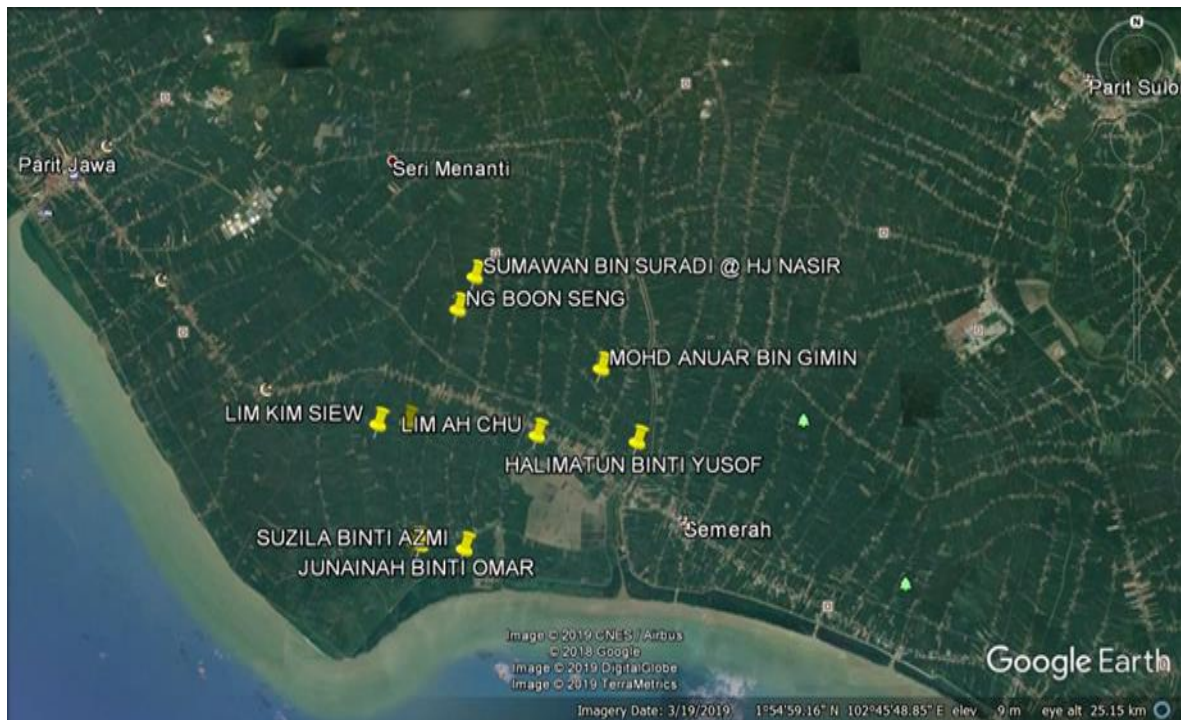 N
Parit Sulo
Parit Jawa
Seri Menanti
SUMAWAN BIN SURADI @ HJ NASIR
NG BOON SENG
MOHD ANUAR BIN GIMIN
LIM KIM SIEW
LIM AH CHU
HALIMATUN BINTI YUSOF
Semerah
SUZILA BINTI AZMI
JUNAINAH BINTI OMAR
Image © 2019 CNES / Airbus
© 2018 Google
Image © 2019 DigitalGlobe
Image © 2019 TerraMetrics
Google Earth
Imagery Date: 3/19/2019 1°54'59.16" N 102°45'48.85" E elev 9 m eye alt 25.15 km